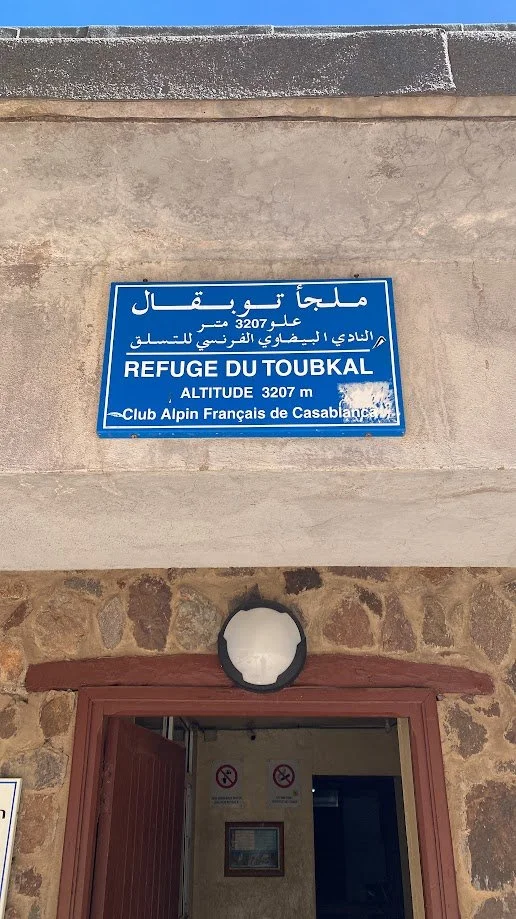 ملجأ توبقال
علو 3207 متر
النادي البيضاوي الفرنسي للتسلق
REFUGE DU TOUBKAL
ALTITUDE 3207 m
Club Alpin Français de Casablanca